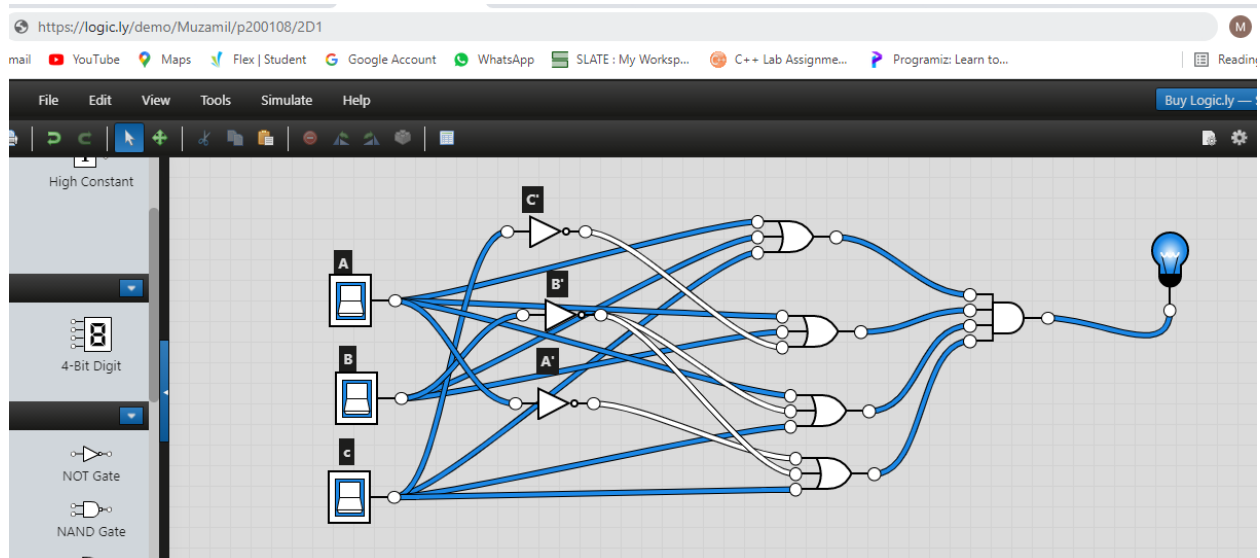 https://logic.ly/demo/Muzamil/p200108/2D1
M
mail YouTube Maps Flex | Student Google Account WhatsApp SLATE : My Worksp... C++ Lab Assignme... Programiz: Learn to... Reading
File Edit View Tools Simulate Help Buy Logic.ly —
High Constant
4-Bit Digit
NOT Gate
NAND Gate
C'
A
B'
B
A'
c